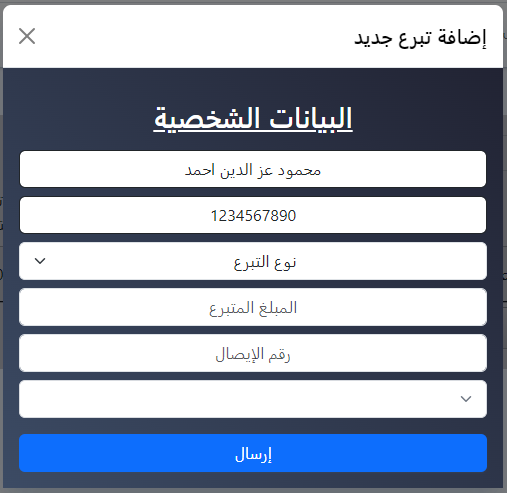 إضافة تبرع جديد
البيانات الشخصية
محمود عز الدين احمد
1234567890
نوع التبرع
المبلغ المتبرع
رقم الإيصال
إرسال